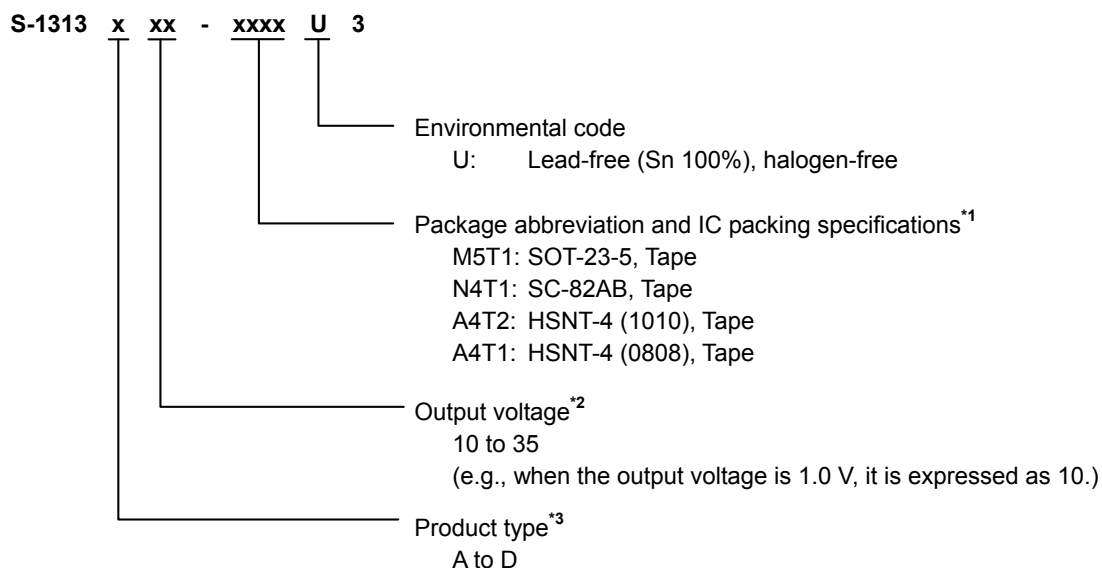 S-1313 x xx - xxxx U 3
Environmental code
U: Lead-free (Sn 100%), halogen-free
Package abbreviation and IC packing specifications*1
M5T1: SOT-23-5, Tape
N4T1: SC-82AB, Tape
A4T2: HSNT-4 (1010), Tape
A4T1: HSNT-4 (0808), Tape
Output voltage*2
10 to 35
(e.g., when the output voltage is 1.0 V, it is expressed as 10.)
Product type*3
A to D